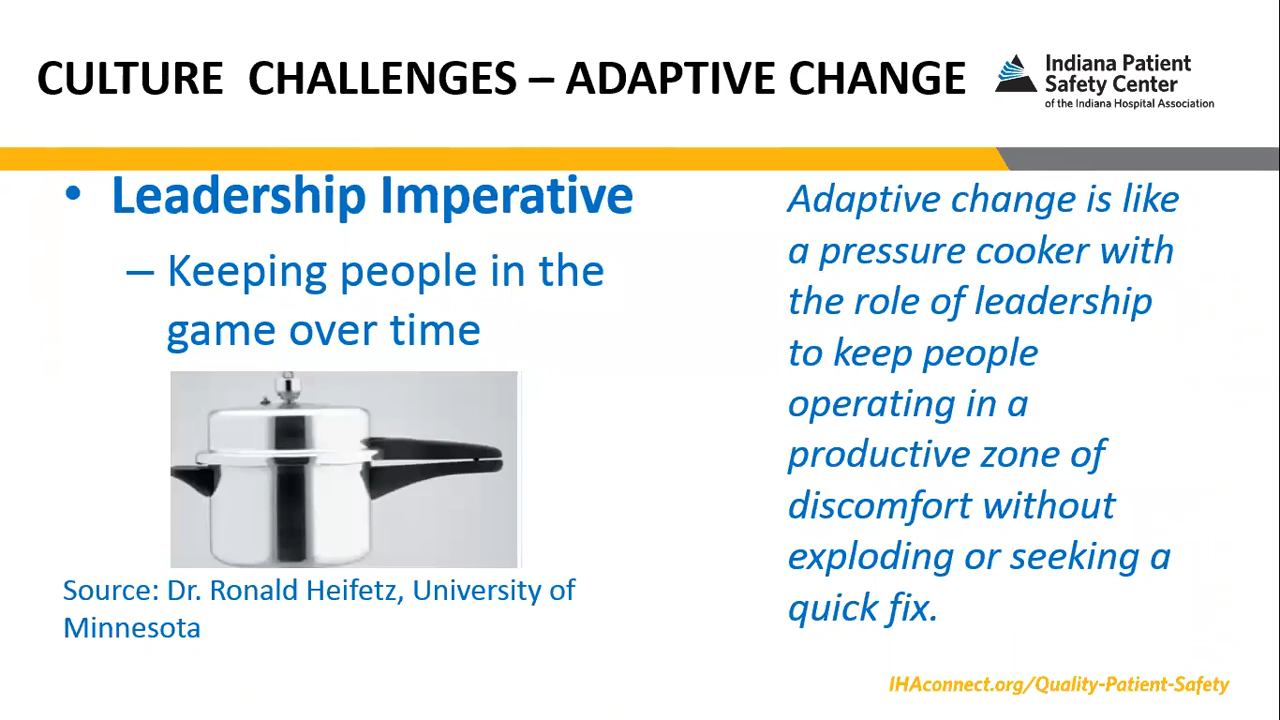 CULTURE CHALLENGES – ADAPTIVE CHANGE
Indiana Patient
Safety Center
of the Indiana Hospital Association
• Leadership Imperative
– Keeping people in the
game over time
Source: Dr. Ronald Heifetz, University of
Minnesota
Adaptive change is like
a pressure cooker with
the role of leadership
to keep people
operating in a
productive zone of
discomfort without
exploding or seeking a
quick fix.
IHAconnect.org/Quality-Patient-Safety